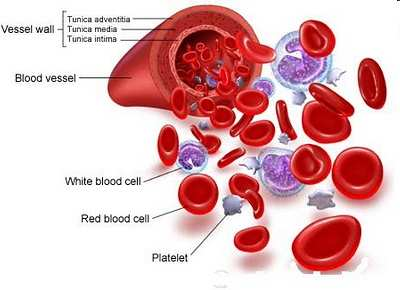 Tunica adventitia
Vessel wall
Tunica media
Tunica intima
Blood vessel
White blood cell
Red blood cell
Platelet